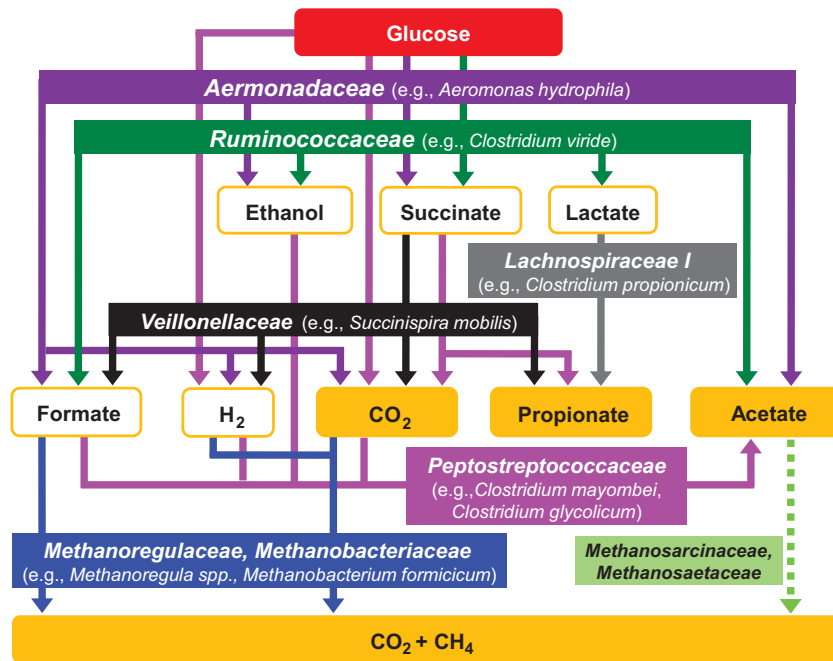 Glucose
Aermonadaceae (e.g., Aeromonas hydrophila)
Ruminococcaceae (e.g., Clostridium viride)
Ethanol
Succinate
Lactate
Lachnospiraceae I
(e.g., Clostridium propionicum)
Veillonellaceae (e.g., Succinispira mobilis)
Formate
H2
CO2
Propionate
Acetate
Peptostreptococcaceae
(e.g.,Clostridium mayombei,
Clostridium glycolicum)
Methanoregulaceae, Methanobacteriaceae
(e.g., Methanoregula spp., Methanobacterium formicicum)
Methanosarcinaceae,
Methanosaetaceae
CO2 + CH4